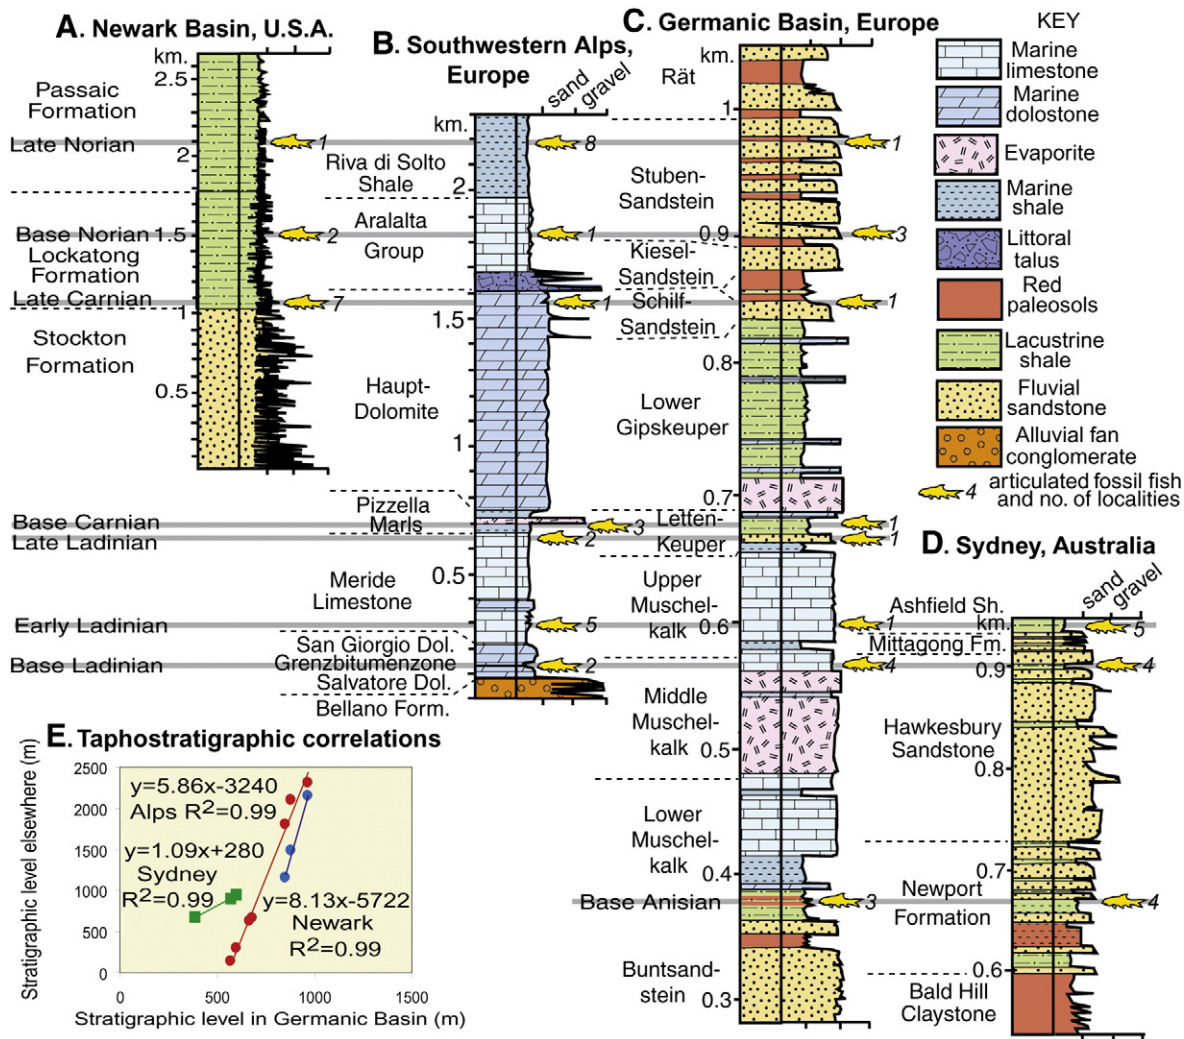 A. Newark Basin, U.S.A.
km.
2.5
Passaic
Formation
Late Norian
1
2
Base Norian
1.5
2
Lockatong
Formation
Late Carnian
7
1
Stockton
Formation
0.5
B. Southwestern Alps,
Europe
sand
gravel
km.
8
Riva di Solto
Shale
2
Aralalta
Group
1
1
1.5
Haupt-
Dolomite
1
Pizzella
Marls
Base Carnian
3
Late Ladinian
2
0.5
Meride
Limestone
Early Ladinian
5
San Giorgio Dol.
Base Ladinian
Grenzbitumenzone
2
Salvatore Dol.
Bellano Form.
C. Germanic Basin, Europe
km.
Rät
1
1
Stuben-
Sandstein
0.9
3
Kiesel-
Sandstein
Schilf-
1
Sandstein
0.8
Lower
Gipskeuper
0.7
Letten-
1
Keuper
1
Upper
Muschel-
kalk
0.6
1
4
Middle
Muschel-
kalk
0.5
Lower
Muschel-
kalk
0.4
Base Anisian
3
Buntsand-
stein
0.3
KEY
Marine
limestone
Marine
dolostone
Evaporite
Marine
shale
Littoral
talus
Red
paleosols
Lacustrine
shale
Fluvial
sandstone
Alluvial fan
conglomerate
4
articulated fossil fish
and no. of localities
D. Sydney, Australia
sand
gravel
Ashfield Sh.
km.
5
Mittagong Fm.
0.9
4
Hawkesbury
Sandstone
0.8
0.7
Newport
Formation
4
0.6
Bald Hill
Claystone
E. Taphostratigraphic correlations
Stratigraphic level elsewhere (m)
2500
2000
1500
1000
500
0
y=5.86x-3240
Alps R2=0.99
y=1.09x+280
Sydney
R2=0.99
y=8.13x-5722
Newark
R2=0.99
0
500
1000
1500
Stratigraphic level in Germanic Basin (m)